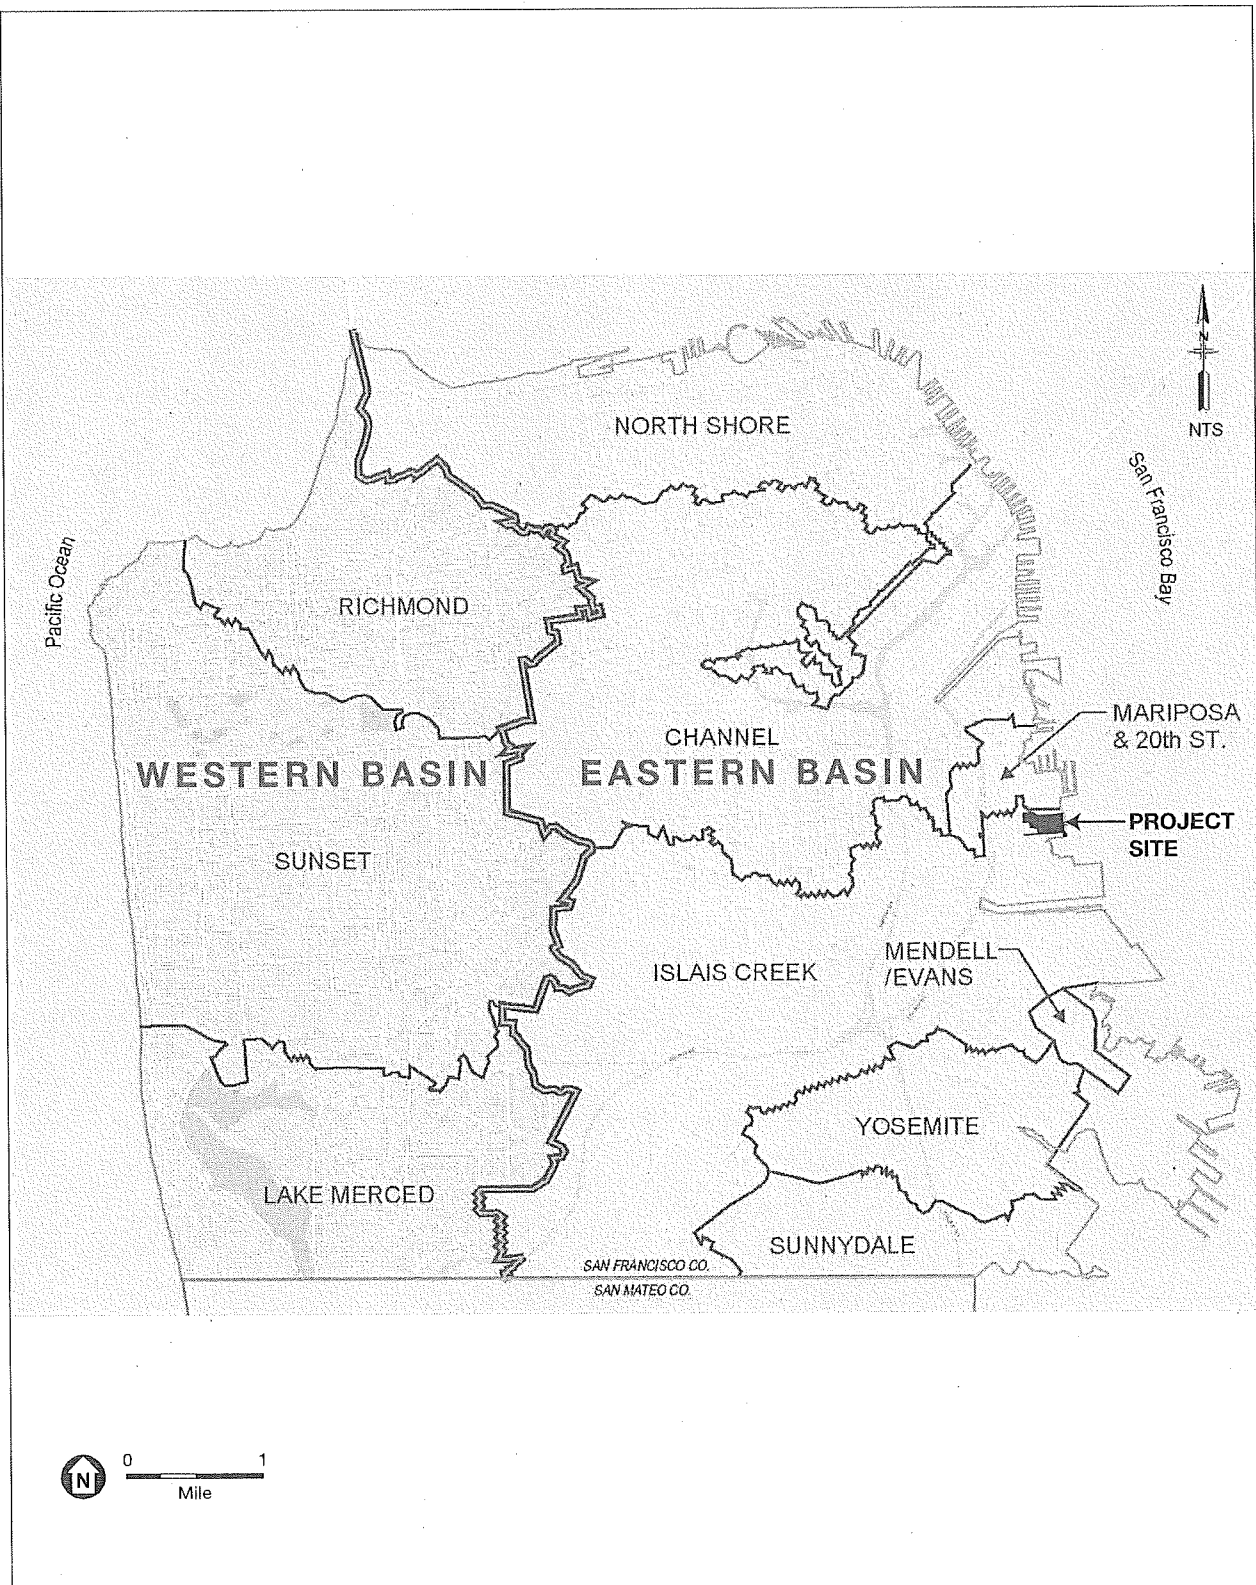 N
NTS
NORTH SHORE
San Francisco Bay
Pacific Ocean
RICHMOND
MARIPOSA
& 20th ST.
CHANNEL
WESTERN BASIN
EASTERN BASIN
PROJECT
SITE
SUNSET
MENDELL
/EVANS
ISLAIS CREEK
YOSEMITE
LAKE MERCED
SUNNYDALE
SAN FRANCISCO CO.
SAN MATEO CO.
N
0 1
Mile